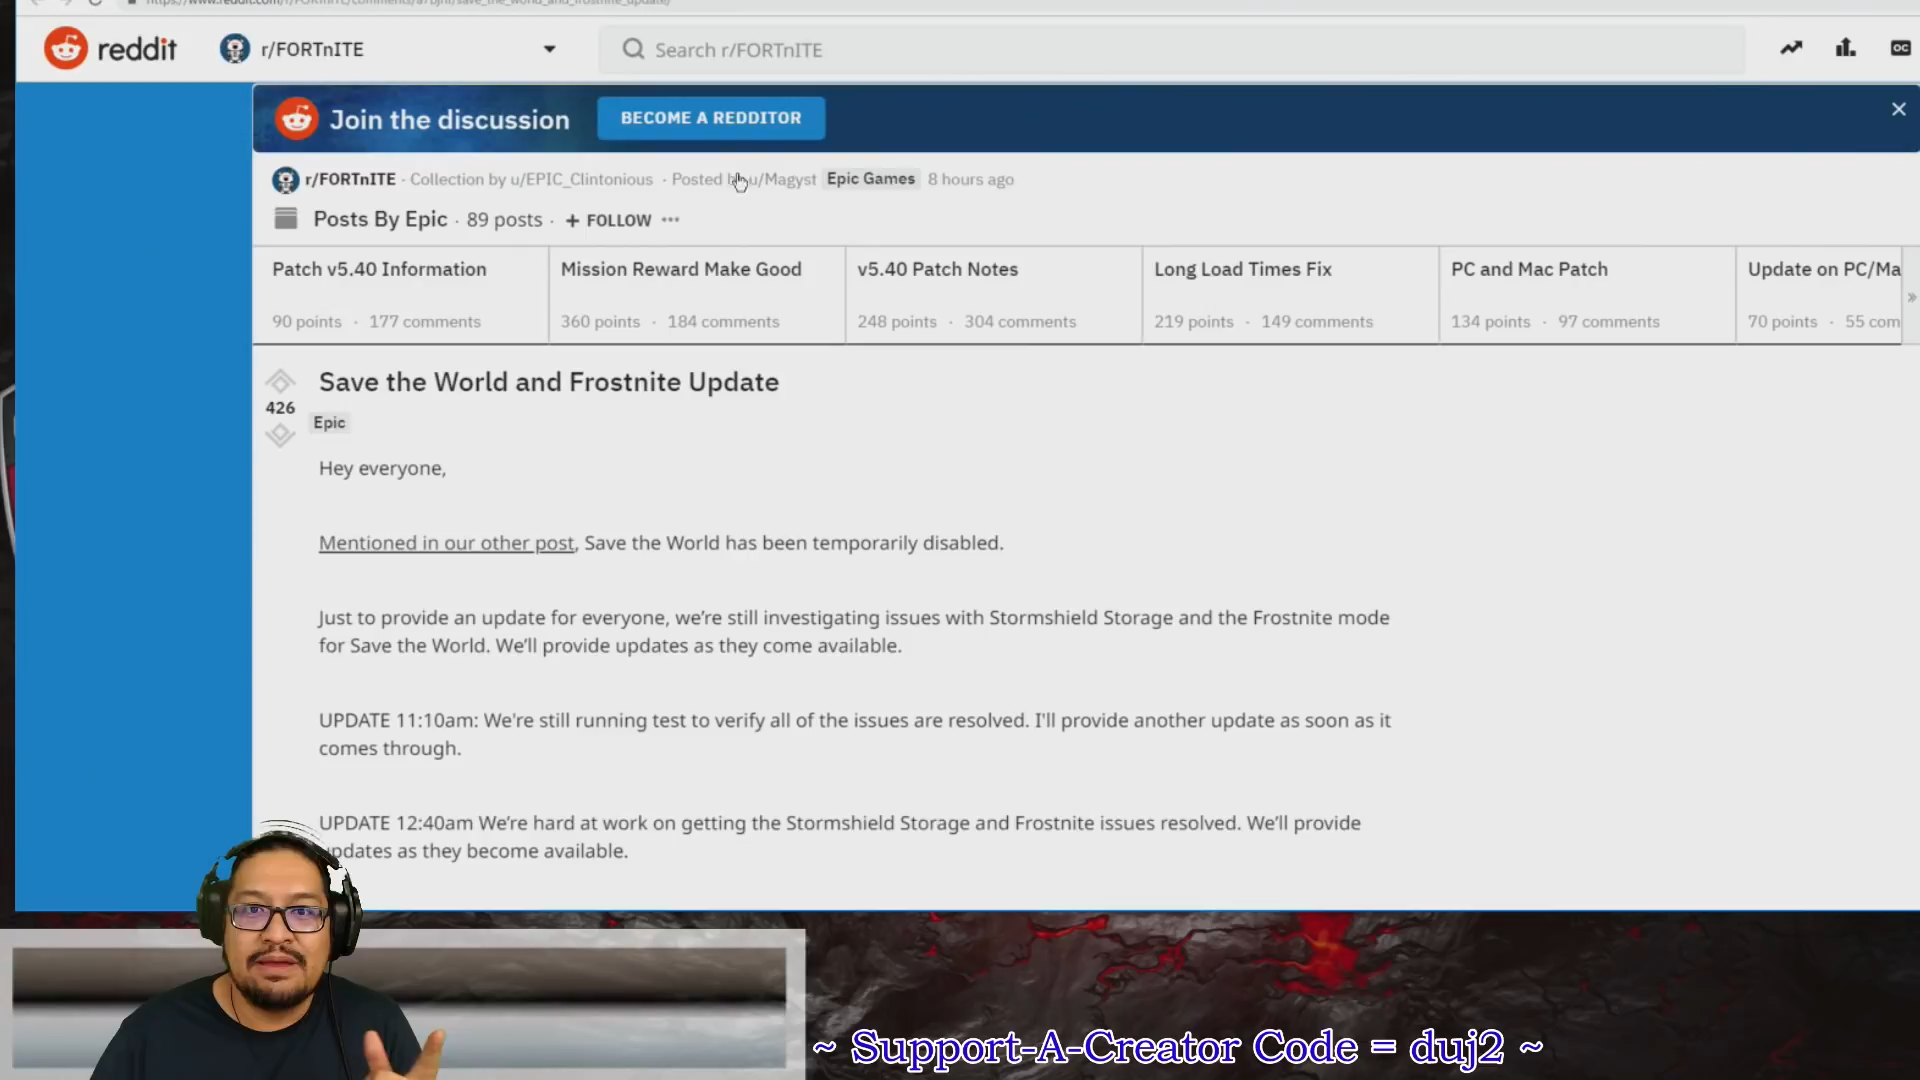 https://www.reddit.com/r/FORTnITE/comments/a7bjht/save_the_world_and_frostnite_update/
reddit r/FORTnITE Search r/FORTnITE OC
Join the discussion BECOME A REDDITOR
r/FORTnITE · Collection by u/EPIC_Clintonious · Posted u/Magyst Epic Games 8 hours ago
Posts By Epic · 89 posts · + FOLLOW ···
Patch v5.40 Information Mission Reward Make Good v5.40 Patch Notes Long Load Times Fix PC and Mac Patch Update on PC/Ma
90 points · 177 comments 360 points · 184 comments 248 points · 304 comments 219 points · 149 comments 134 points · 97 comments 70 points · 55 com
Save the World and Frostnite Update
426
Epic
Hey everyone,
Mentioned in our other post, Save the World has been temporarily disabled.
Just to provide an update for everyone, we're still investigating issues with Stormshield Storage and the Frostnite mode
for Save the World. We'll provide updates as they come available.
UPDATE 11:10am: We're still running test to verify all of the issues are resolved. I'll provide another update as soon as it
comes through.
UPDATE 12:40am We're hard at work on getting the Stormshield Storage and Frostnite issues resolved. We'll provide
updates as they become available.
~ Support-A-Creator Code = duj2 ~